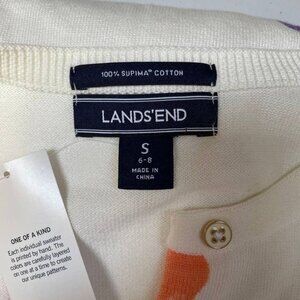 100% SUPIMA® COTTON
LANDS'END
S
6-8
MADE IN
CHINA
ONE OF A KIND
Each individual sweater
is printed by hand. The
colors are carefully layered
on one at a time to create
our unique patterns.